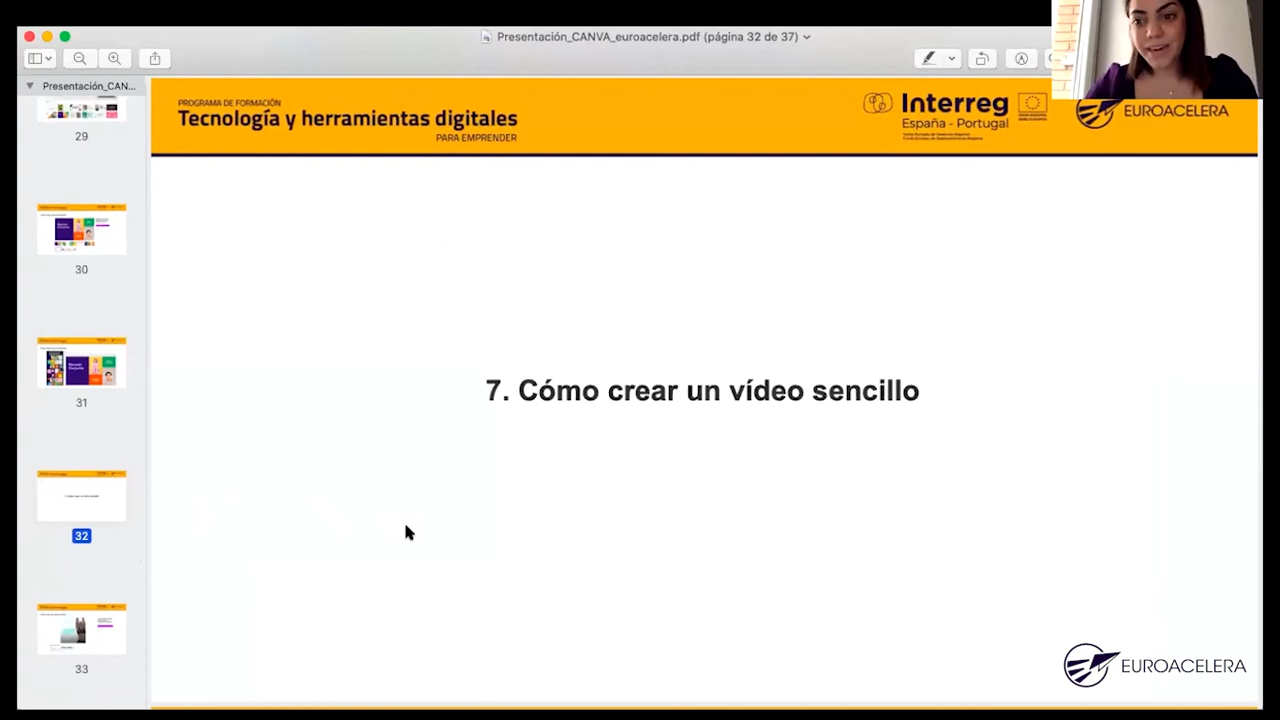 Presentación_CANVA_euroacelera.pdf (página 32 de 37)
Presentación_CAN...
PROGRAMA DE FORMACIÓN
Tecnología y herramientas digitales
PARA EMPRENDER
Interreg
España - Portugal
EUROACELERA
29
30
31
32
33
7. Cómo crear un vídeo sencillo
EUROACELERA